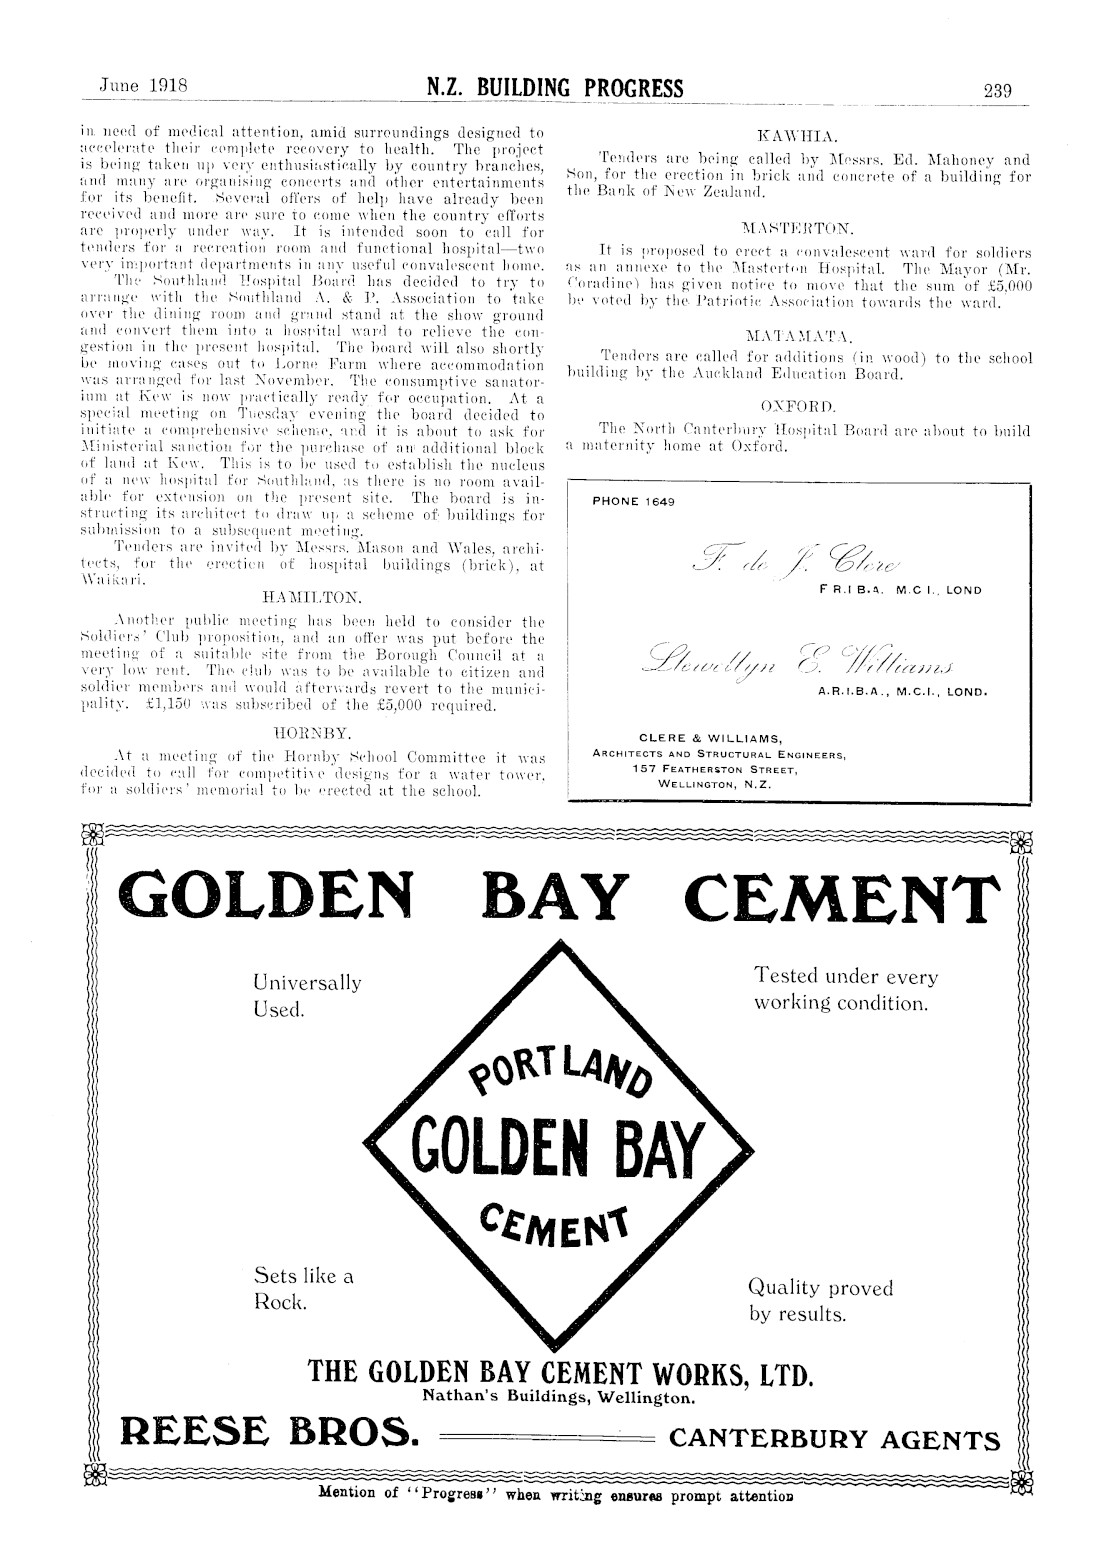 June 1918
N.Z. BUILDING PROGRESS
239
in need of medical attention, amid surroundings designed to
accelerate their complete recovery to health. The project
is being taken up very enthusiastically by country branches,
and many are organising concerts and other entertainments
for its benefit. Several offers of help have already been
received and more are sure to come when the country efforts
are properly under way. It is intended soon to call for
tenders for a recreation room and functional hospital—two
very important departments in any useful convalescent home.
The Southland Hospital Board has decided to try to
arrange with the Southland A. & P. Association to take
over the dining room and grand stand at the show ground
and convert them into a hospital ward to relieve the con-
gestion in the present hospital. The board will also shortly
be moving cases out to Lorne Farm where accommodation
was arranged for last November. The consumptive sanator-
ium at Kew is now practically ready for occupation. At a
special meeting on Tuesday evening the board decided to
initiate a comprehensive scheme, and it is about to ask for
Ministerial sanction for the purchase of an additional block
of land at Kew. This is to be used to establish the nucleus
of a new hospital for Southland, as there is no room avail-
able for extension on the present site. The board is in-
structing its architect to draw up a scheme of buildings for
submission to a subsequent meeting.
Tenders are invited by Messrs. Mason and Wales, archi-
tects, for the erection of hospital buildings (brick), at
Waikari.
HAMILTON.
Another public meeting has been held to consider the
Soldiers' Club proposition, and an offer was put before the
meeting of a suitable site from the Borough Council at a
very low rent. The club was to be available to citizen and
soldier members and would afterwards revert to the munici-
pality. £1,150 was subscribed of the £5,000 required.
HORNBY.
At a meeting of the Hornby School Committee it was
decided to call for competitive designs for a water tower,
for a soldiers' memorial to be erected at the school.
KAWHIA.
Tenders are being called by Messrs. Ed. Mahoney and
Son, for the erection in brick and concrete of a building for
the Bank of New Zealand.
MASTERTON.
It is proposed to erect a convalescent ward for soldiers
as an annexe to the Masterton Hospital. The Mayor (Mr.
Coradine) has given notice to move that the sum of £5,000
be voted by the Patriotic Association towards the ward.
MATAMATA.
Tenders are called for additions (in wood) to the school
building by the Auckland Education Board.
OXFORD.
The North Canterbury Hospital Board are about to build
a maternity home at Oxford.
PHONE 1649
F. de J. Clere
F R.I B.A. M.C I., LOND
Llewellyn E. Williams
A.R.I.B.A., M.C.I., LOND.
CLERE & WILLIAMS,
ARCHITECTS AND STRUCTURAL ENGINEERS,
157 FEATHERSTON STREET,
WELLINGTON, N.Z.
GOLDEN BAY CEMENT
Universally
Used.
Tested under every
working condition.
PORTLAND
GOLDEN BAY
CEMENT
Sets like a
Rock.
Quality proved
by results.
THE GOLDEN BAY CEMENT WORKS, LTD.
Nathan's Buildings, Wellington.
REESE BROS. CANTERBURY AGENTS
Mention of "Progress" when writing ensures prompt attention